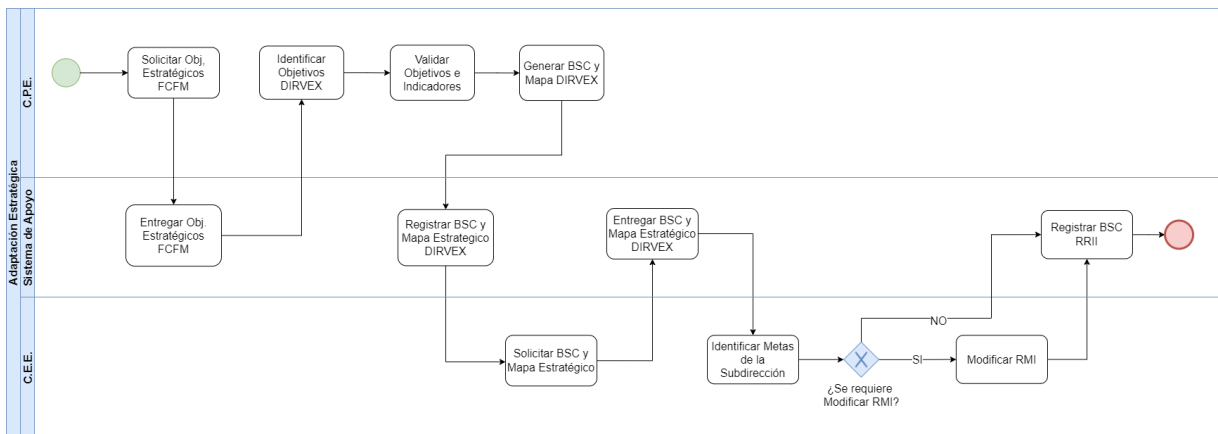 Adaptación Estratégica
C.P.E.
Solicitar Obj,
Estratégicos
FCFM
Identificar
Objetivos
DIRVEX
Validar
Objetivos e
Indicadores
Generar BSC y
Mapa DIRVEX
Sistema de Apoyo
Entregar Obj.
Estratégicos
FCFM
Registrar BSC y
Mapa Estrategico
DIRVEX
Entregar BSC y
Mapa Estratégico
DIRVEX
Registrar BSC
RRII
C.E.E.
Solicitar BSC y
Mapa Estratégico
Identificar Metas
de la
Subdirección
X
¿Se requiere
Modificar RMI?
NO
SI
Modificar RMI